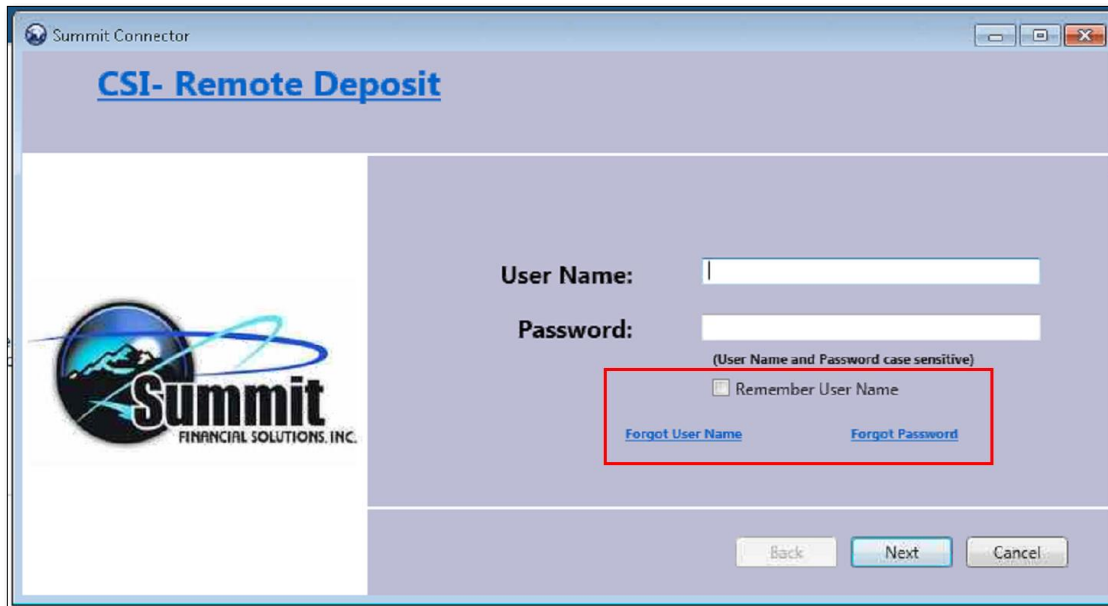 Summit Connector
CSI- Remote Deposit
User Name:
Password:
(User Name and Password case sensitive)
Remember User Name
Forgot User Name
Forgot Password
Summit
FINANCIAL SOLUTIONS, INC.
Back
Next
Cancel